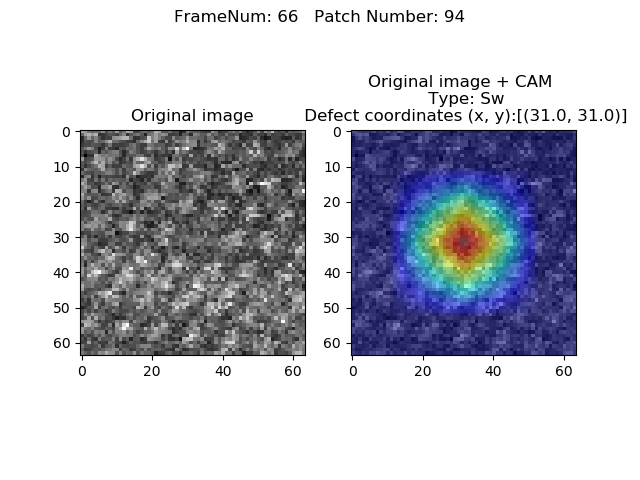 FrameNum: 66   Patch Number: 94
Original image
Original image + CAM
Type: Sw
Defect coordinates (x, y):[(31.0, 31.0)]
0
10
20
30
40
50
60
0 20 40 60
0
10
20
30
40
50
60
0 20 40 60